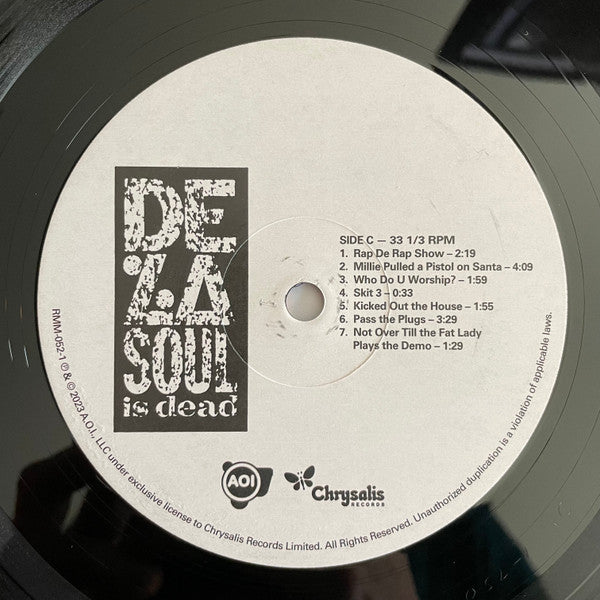 DE
LA
SOUL
is dead
SIDE C — 33 1/3 RPM
1. Rap De Rap Show – 2:19
2. Millie Pulled a Pistol on Santa – 4:09
3. Who Do U Worship? – 1:59
4. Skit 3 – 0:33
5. Kicked Out the House – 1:55
6. Pass the Plugs – 3:29
7. Not Over Till the Fat Lady
Plays the Demo – 1:29
AOI
Chrysalis
RECORDS
RMM-052-1 ℗ & © 2023 A.O.I., LLC under exclusive license to Chrysalis Records Limited. All Rights Reserved. Unauthorized duplication is a violation of applicable laws.